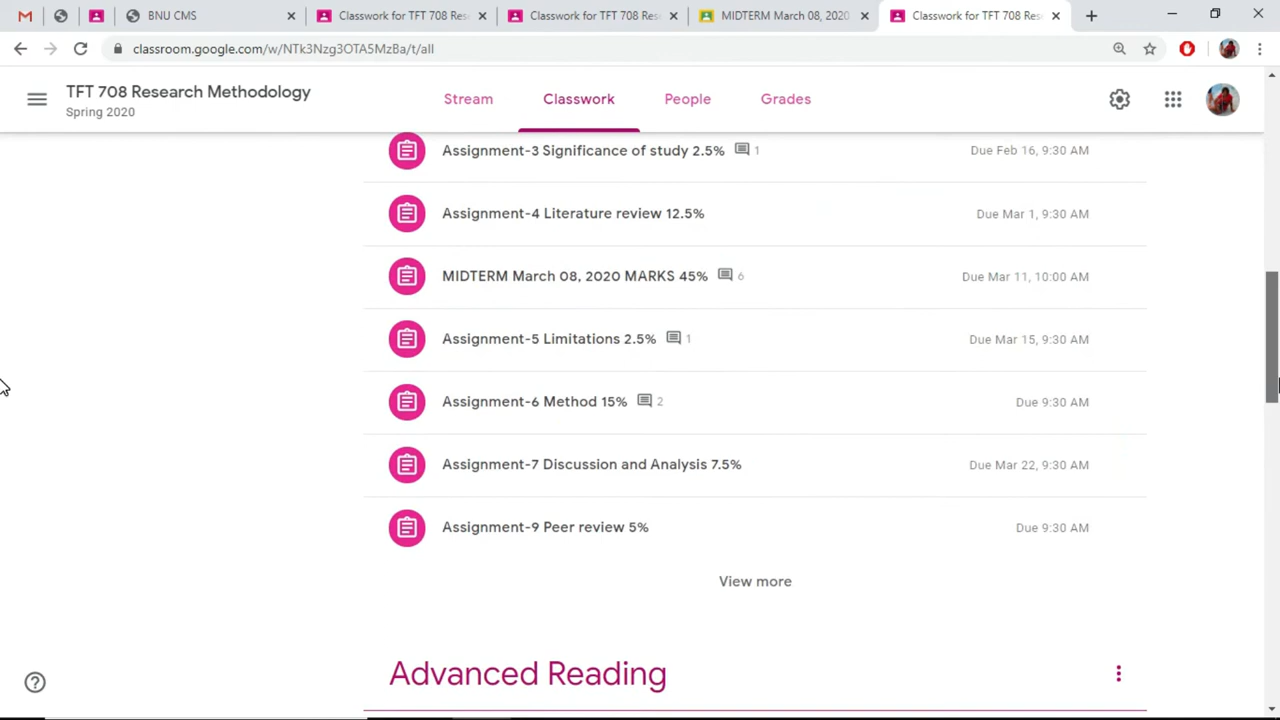 BNU CMS
Classwork for TFT 708 Res
Classwork for TFT 708 Res
MIDTERM March 08, 2020
Classwork for TFT 708 Res
classroom.google.com/w/NTk3Nzg3OTA5MzBa/t/all
TFT 708 Research Methodology
Spring 2020
Stream
Classwork
People
Grades
Assignment-3 Significance of study 2.5% 1 Due Feb 16, 9:30 AM
Assignment-4 Literature review 12.5% Due Mar 1, 9:30 AM
MIDTERM March 08, 2020 MARKS 45% 6 Due Mar 11, 10:00 AM
Assignment-5 Limitations 2.5% 1 Due Mar 15, 9:30 AM
Assignment-6 Method 15% 2 Due 9:30 AM
Assignment-7 Discussion and Analysis 7.5% Due Mar 22, 9:30 AM
Assignment-9 Peer review 5% Due 9:30 AM
View more
Advanced Reading